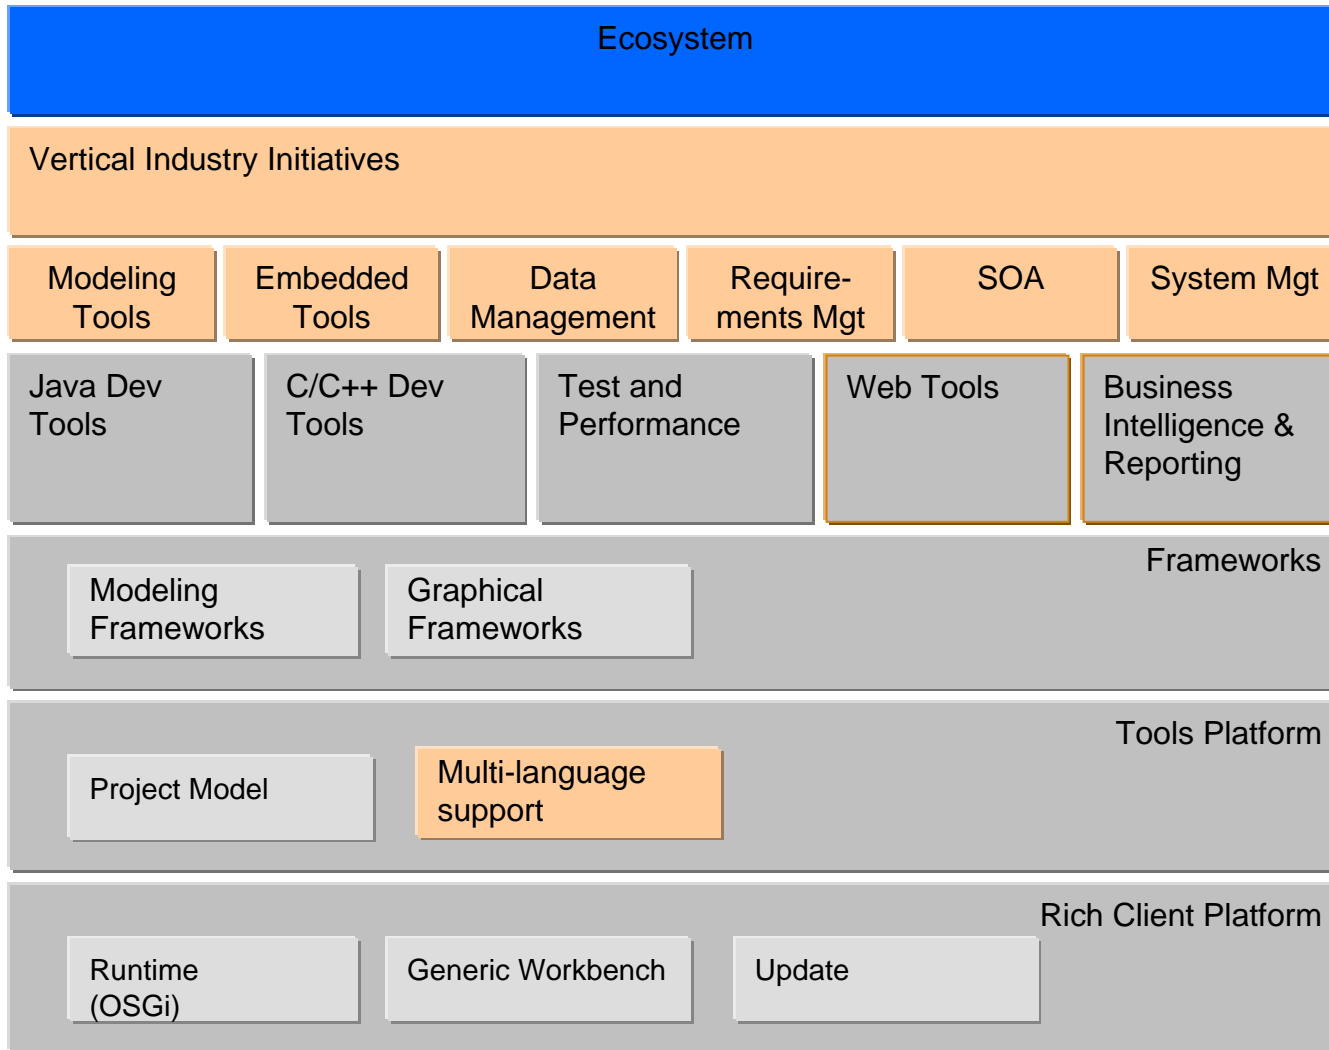 Ecosystem
Vertical Industry Initiatives
Modeling
Tools
Embedded
Tools
Data
Management
Require-
ments Mgt
SOA
System Mgt
Java Dev
Tools
C/C++ Dev
Tools
Test and
Performance
Web Tools
Business
Intelligence &
Reporting
Frameworks
Modeling
Frameworks
Graphical
Frameworks
Tools Platform
Project Model
Multi-language
support
Rich Client Platform
Runtime
(OSGi)
Generic Workbench
Update